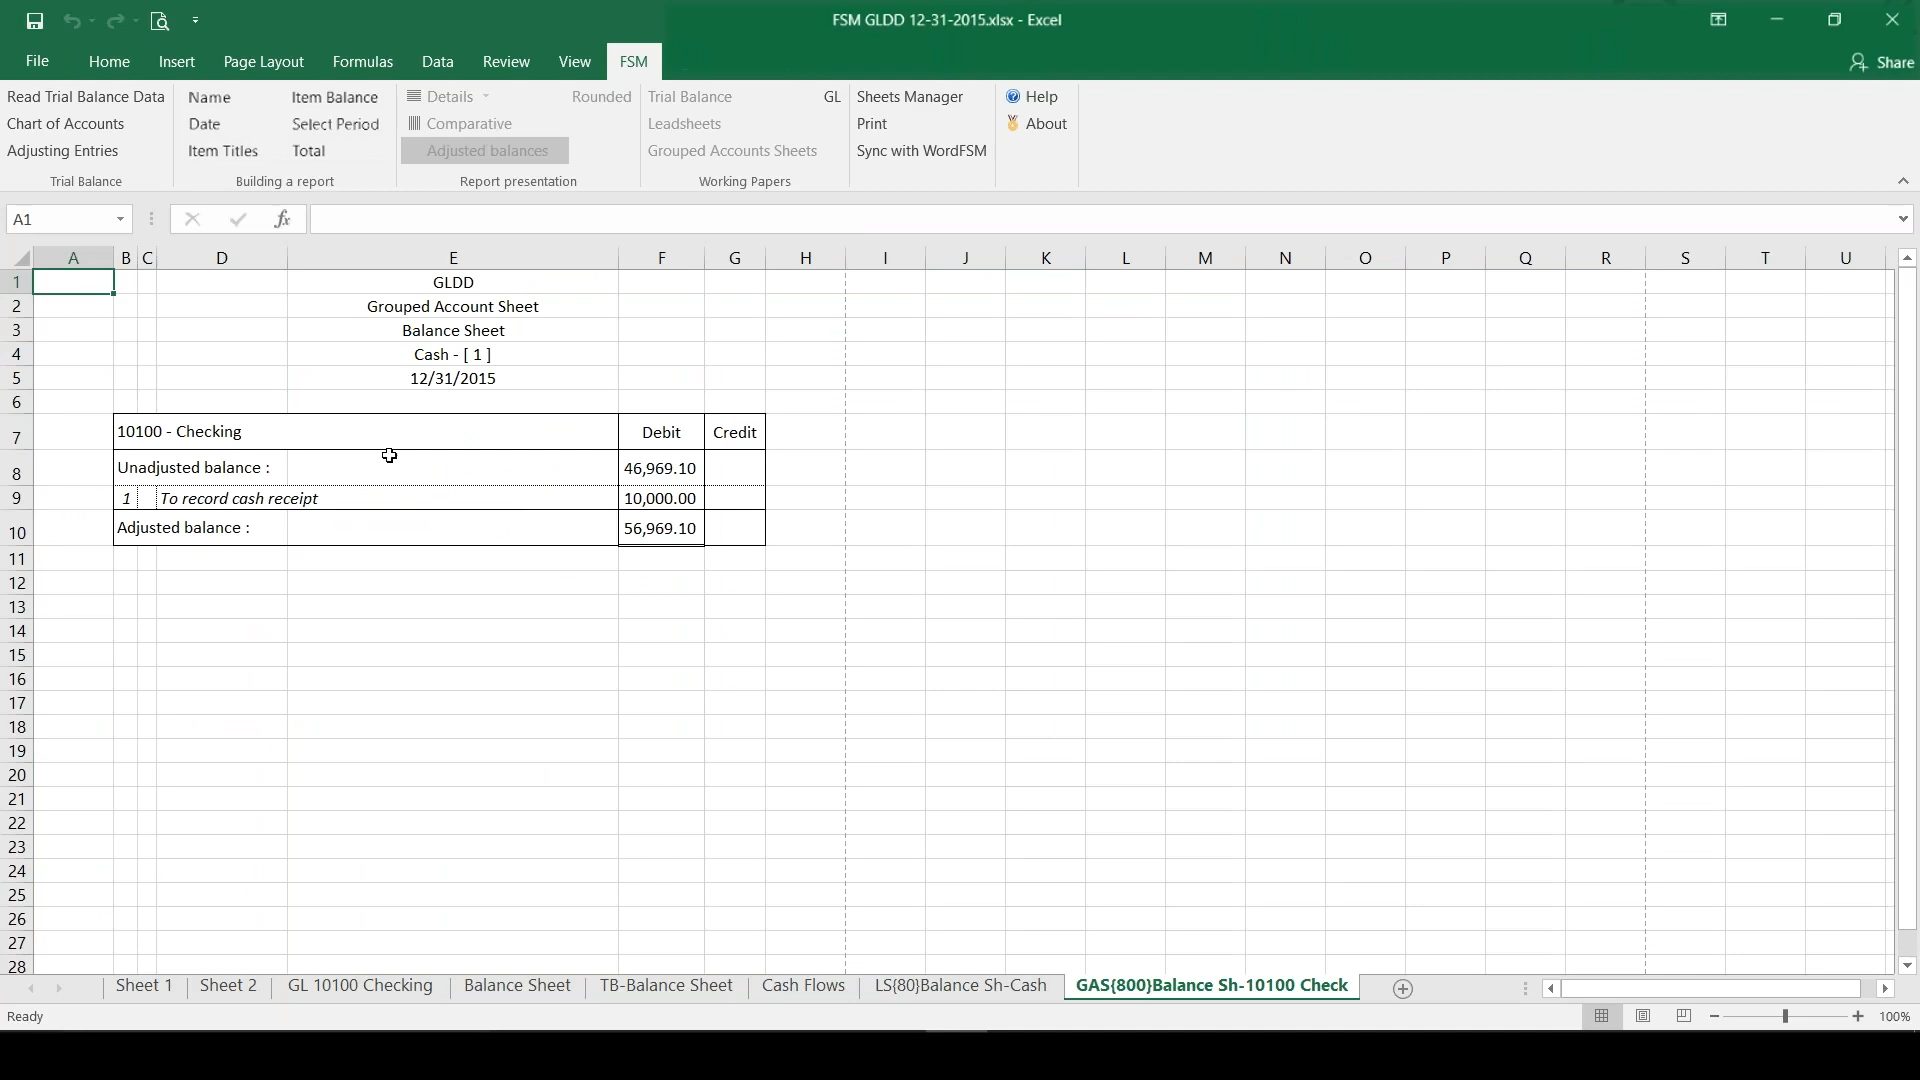 FSM GLDD 12-31-2015.xlsx - Excel
File Home Insert Page Layout Formulas Data Review View FSM Share
Read Trial Balance Data Name Item Balance Details Rounded Trial Balance GL Sheets Manager Help
Chart of Accounts Date Select Period Comparative Leadsheets Print About
Adjusting Entries Item Titles Total Adjusted balances Grouped Accounts Sheets Sync with WordFSM
Trial Balance Building a report Report presentation Working Papers
A1 fx
A B C D E F G H I J K L M N O P Q R S T U
1 GLDD
2 Grouped Account Sheet
3 Balance Sheet
4 Cash - [ 1 ]
5 12/31/2015
6
7 10100 - Checking Debit Credit
8 Unadjusted balance : 46,969.10
9 1 To record cash receipt 10,000.00
10 Adjusted balance : 56,969.10
11
12
13
14
15
16
17
18
19
20
21
22
23
24
25
26
27
28
Sheet 1 Sheet 2 GL 10100 Checking Balance Sheet TB-Balance Sheet Cash Flows LS{80}Balance Sh-Cash GAS{800}Balance Sh-10100 Check
Ready 100%